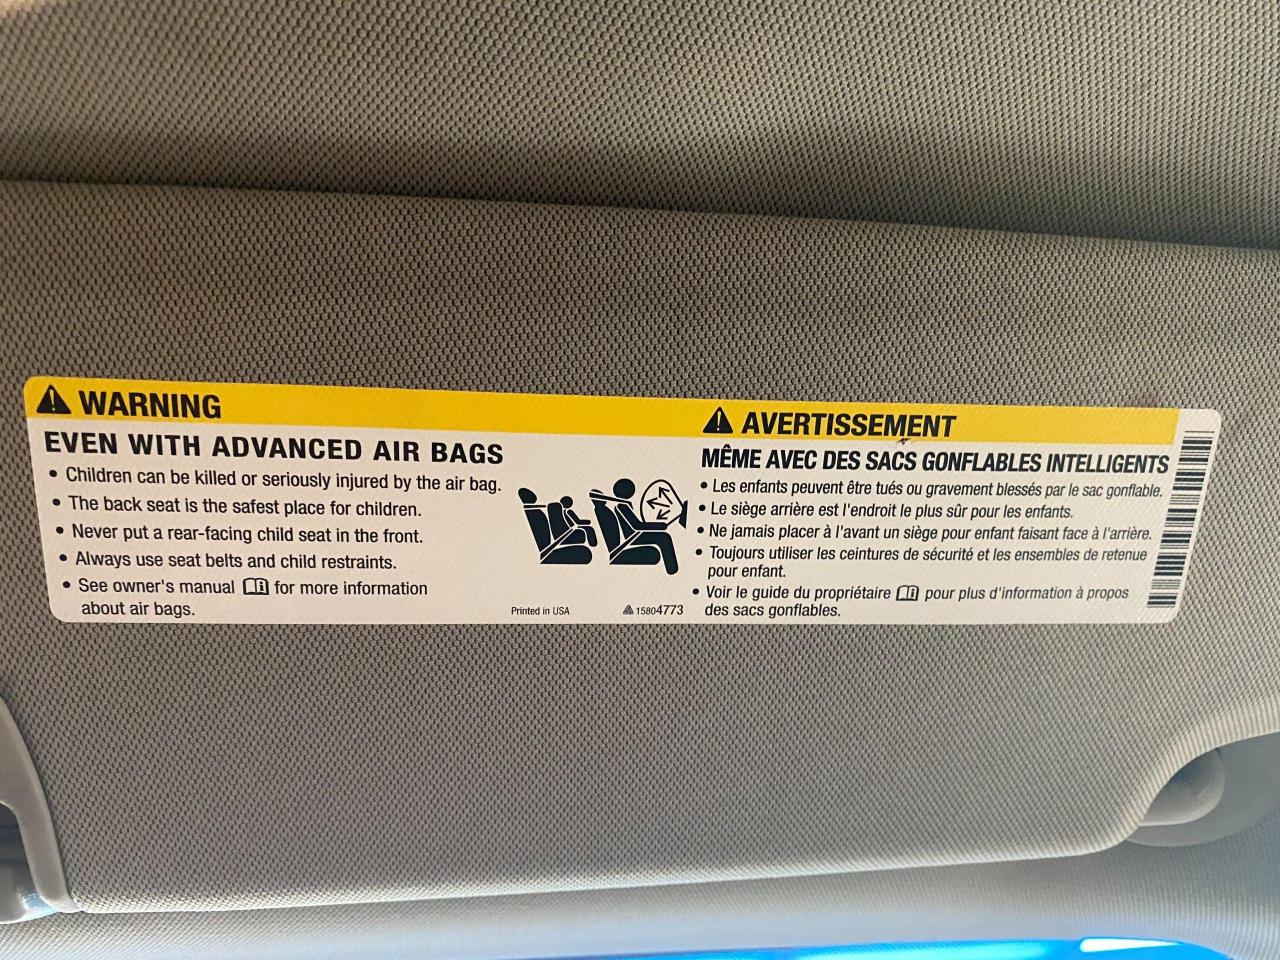 WARNING
EVEN WITH ADVANCED AIR BAGS
• Children can be killed or seriously injured by the air bag.
• The back seat is the safest place for children.
• Never put a rear-facing child seat in the front.
• Always use seat belts and child restraints.
• See owner's manual for more information
about air bags.
Printed in USA
15804773
AVERTISSEMENT
MÊME AVEC DES SACS GONFLABLES INTELLIGENTS
• Les enfants peuvent être tués ou gravement blessés par le sac gonflable.
• Le siège arrière est l'endroit le plus sûr pour les enfants.
• Ne jamais placer à l'avant un siège pour enfant faisant face à l'arrière.
• Toujours utiliser les ceintures de sécurité et les ensembles de retenue
pour enfant.
• Voir le guide du propriétaire pour plus d'information à propos
des sacs gonflables.